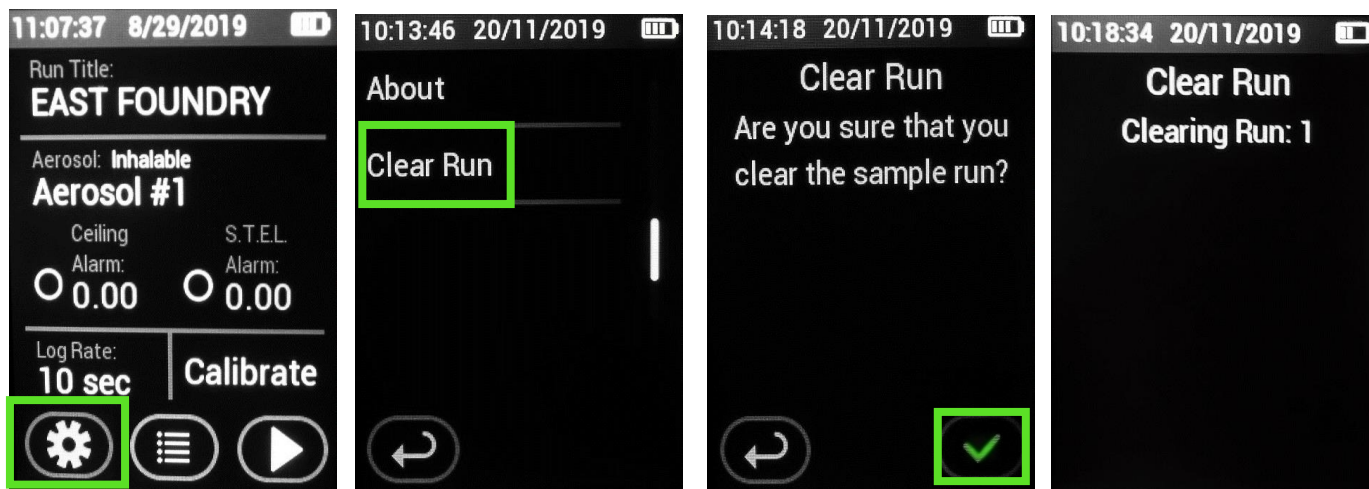 11:07:37 8/29/2019
Run Title:
EAST FOUNDRY
Aerosol: Inhalable
Aerosol #1
Ceiling S.T.E.L.
Alarm: Alarm:
0.00 0.00
Log Rate:
10 sec
Calibrate
10:13:46 20/11/2019
About
Clear Run
10:14:18 20/11/2019
Clear Run
Are you sure that you
clear the sample run?
10:18:34 20/11/2019
Clear Run
Clearing Run: 1